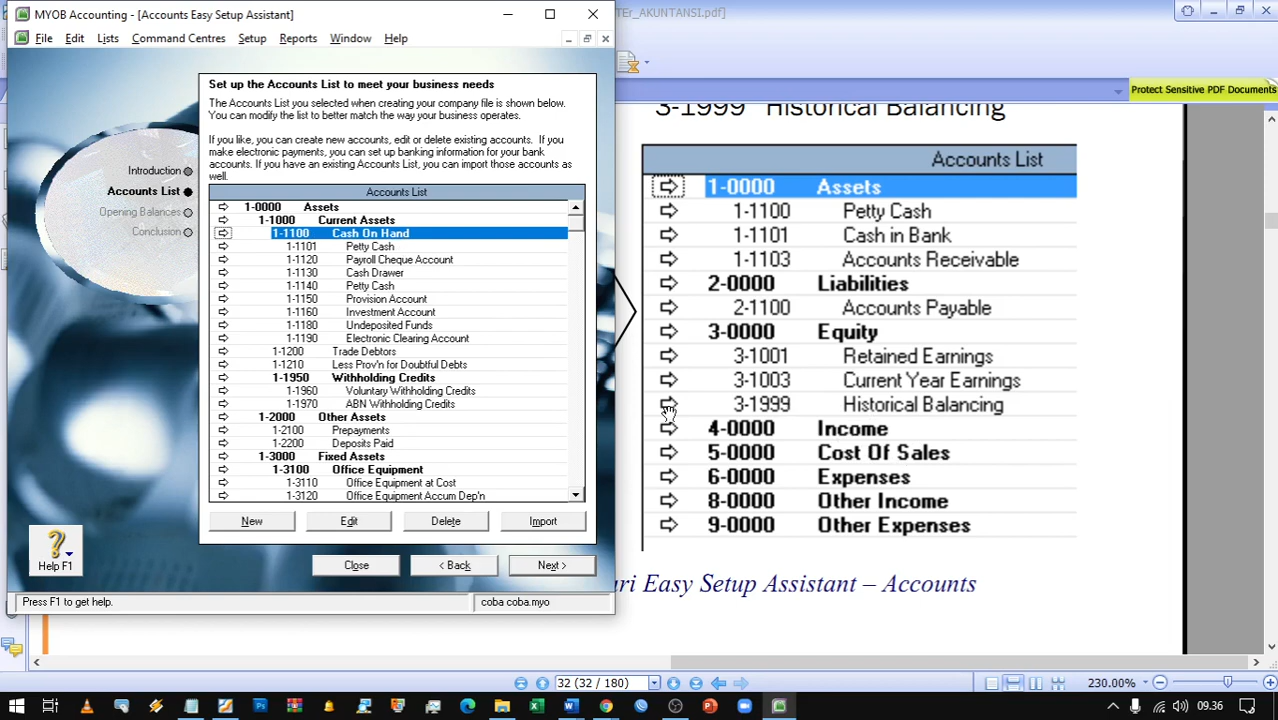 MYOB Accounting - [Accounts Easy Setup Assistant]
TEr_AKUNTANSI.pdf]
File Edit Lists Command Centres Setup Reports Window Help
Protect Sensitive PDF Documents
Set up the Accounts List to meet your business needs
The Accounts List you selected when creating your company file is shown below.
You can modify the list to better match the way your business operates.
If you like, you can create new accounts, edit or delete existing accounts. If you
make electronic payments, you can set up banking information for your bank
accounts. If you have an existing Accounts List, you can import those accounts as
well.
Introduction
Accounts List
Opening Balances
Conclusion
Accounts List
1-0000 Assets
1-1000 Current Assets
1-1100 Cash On Hand
1-1101 Petty Cash
1-1120 Payroll Cheque Account
1-1130 Cash Drawer
1-1140 Petty Cash
1-1150 Provision Account
1-1160 Investment Account
1-1180 Undeposited Funds
1-1190 Electronic Clearing Account
1-1200 Trade Debtors
1-1210 Less Prov'n for Doubtful Debts
1-1950 Withholding Credits
1-1960 Voluntary Withholding Credits
1-1970 ABN Withholding Credits
1-2000 Other Assets
1-2100 Prepayments
1-2200 Deposits Paid
1-3000 Fixed Assets
1-3100 Office Equipment
1-3110 Office Equipment at Cost
1-3120 Office Equipment Accum Dep'n
New Edit Delete Import
Help F1
Close < Back Next >
Press F1 to get help. coba coba.myo
3-1999 Historical Balancing
Accounts List
1-0000 Assets
1-1100 Petty Cash
1-1101 Cash in Bank
1-1103 Accounts Receivable
2-0000 Liabilities
2-1100 Accounts Payable
3-0000 Equity
3-1001 Retained Earnings
3-1003 Current Year Earnings
3-1999 Historical Balancing
4-0000 Income
5-0000 Cost Of Sales
6-0000 Expenses
8-0000 Other Income
9-0000 Other Expenses
ri Easy Setup Assistant – Accounts
32 (32 / 180) 230.00%
09.36